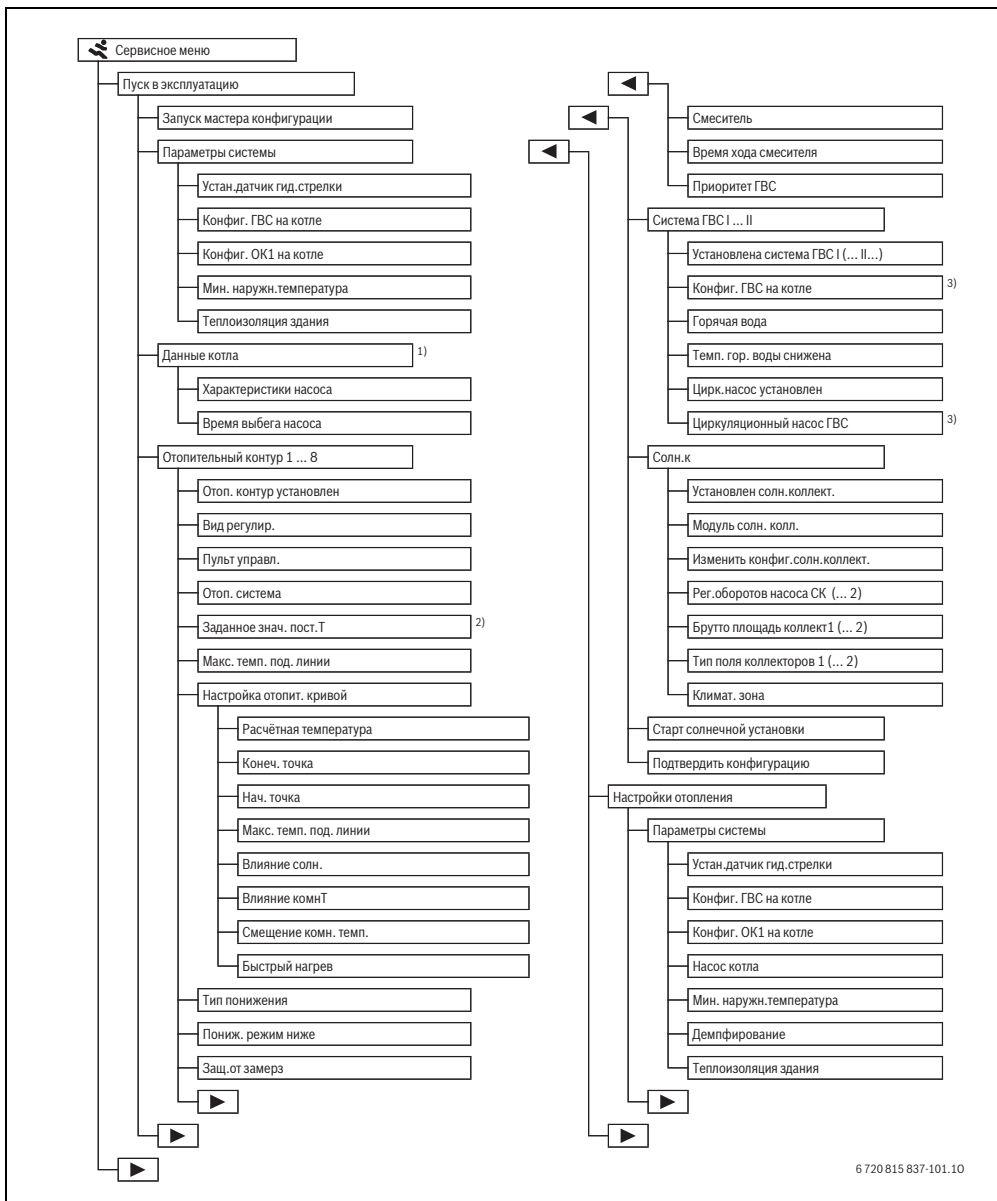 Сервисное меню
Пуск в эксплуатацию
Запуск мастера конфигурации
Параметры системы
Устан.датчик гид.стрелки
Конфиг. ГВС на котле
Конфиг. ОК1 на котле
Мин. наружн.температура
Теплоизоляция здания
Данные котла 1)
Характеристики насоса
Время выбега насоса
Отопительный контур 1 ... 8
Отоп. контур установлен
Вид регулир.
Пульт управл.
Отоп. система
Заданное знач. пост.Т 2)
Макс. темп. под. линии
Настройка отопит. кривой
Расчётная температура
Конеч. точка
Нач. точка
Макс. темп. под. линии
Влияние солн.
Влияние комнТ
Смещение комн. темп.
Быстрый нагрев
Тип понижения
Пониж. режим ниже
Защ.от замерз
Смеситель
Время хода смесителя
Приоритет ГВС
Система ГВС I ... II
Установлена система ГВС I (... II...)
Конфиг. ГВС на котле 3)
Горячая вода
Темп. гор. воды снижена
Цирк.насос установлен
Циркуляционный насос ГВС 3)
Солн.к
Установлен солн.коллект.
Модуль солн. колл.
Изменить конфиг.солн.коллект.
Рег.оборотов насоса СК (... 2)
Брутто площадь коллект1 (... 2)
Тип поля коллекторов 1 (... 2)
Климат. зона
Старт солнечной установки
Подтвердить конфигурацию
Настройки отопления
Параметры системы
Устан.датчик гид.стрелки
Конфиг. ГВС на котле
Конфиг. ОК1 на котле
Насос котла
Мин. наружн.температура
Демпфирование
Теплоизоляция здания
6 720 815 837-101.1O